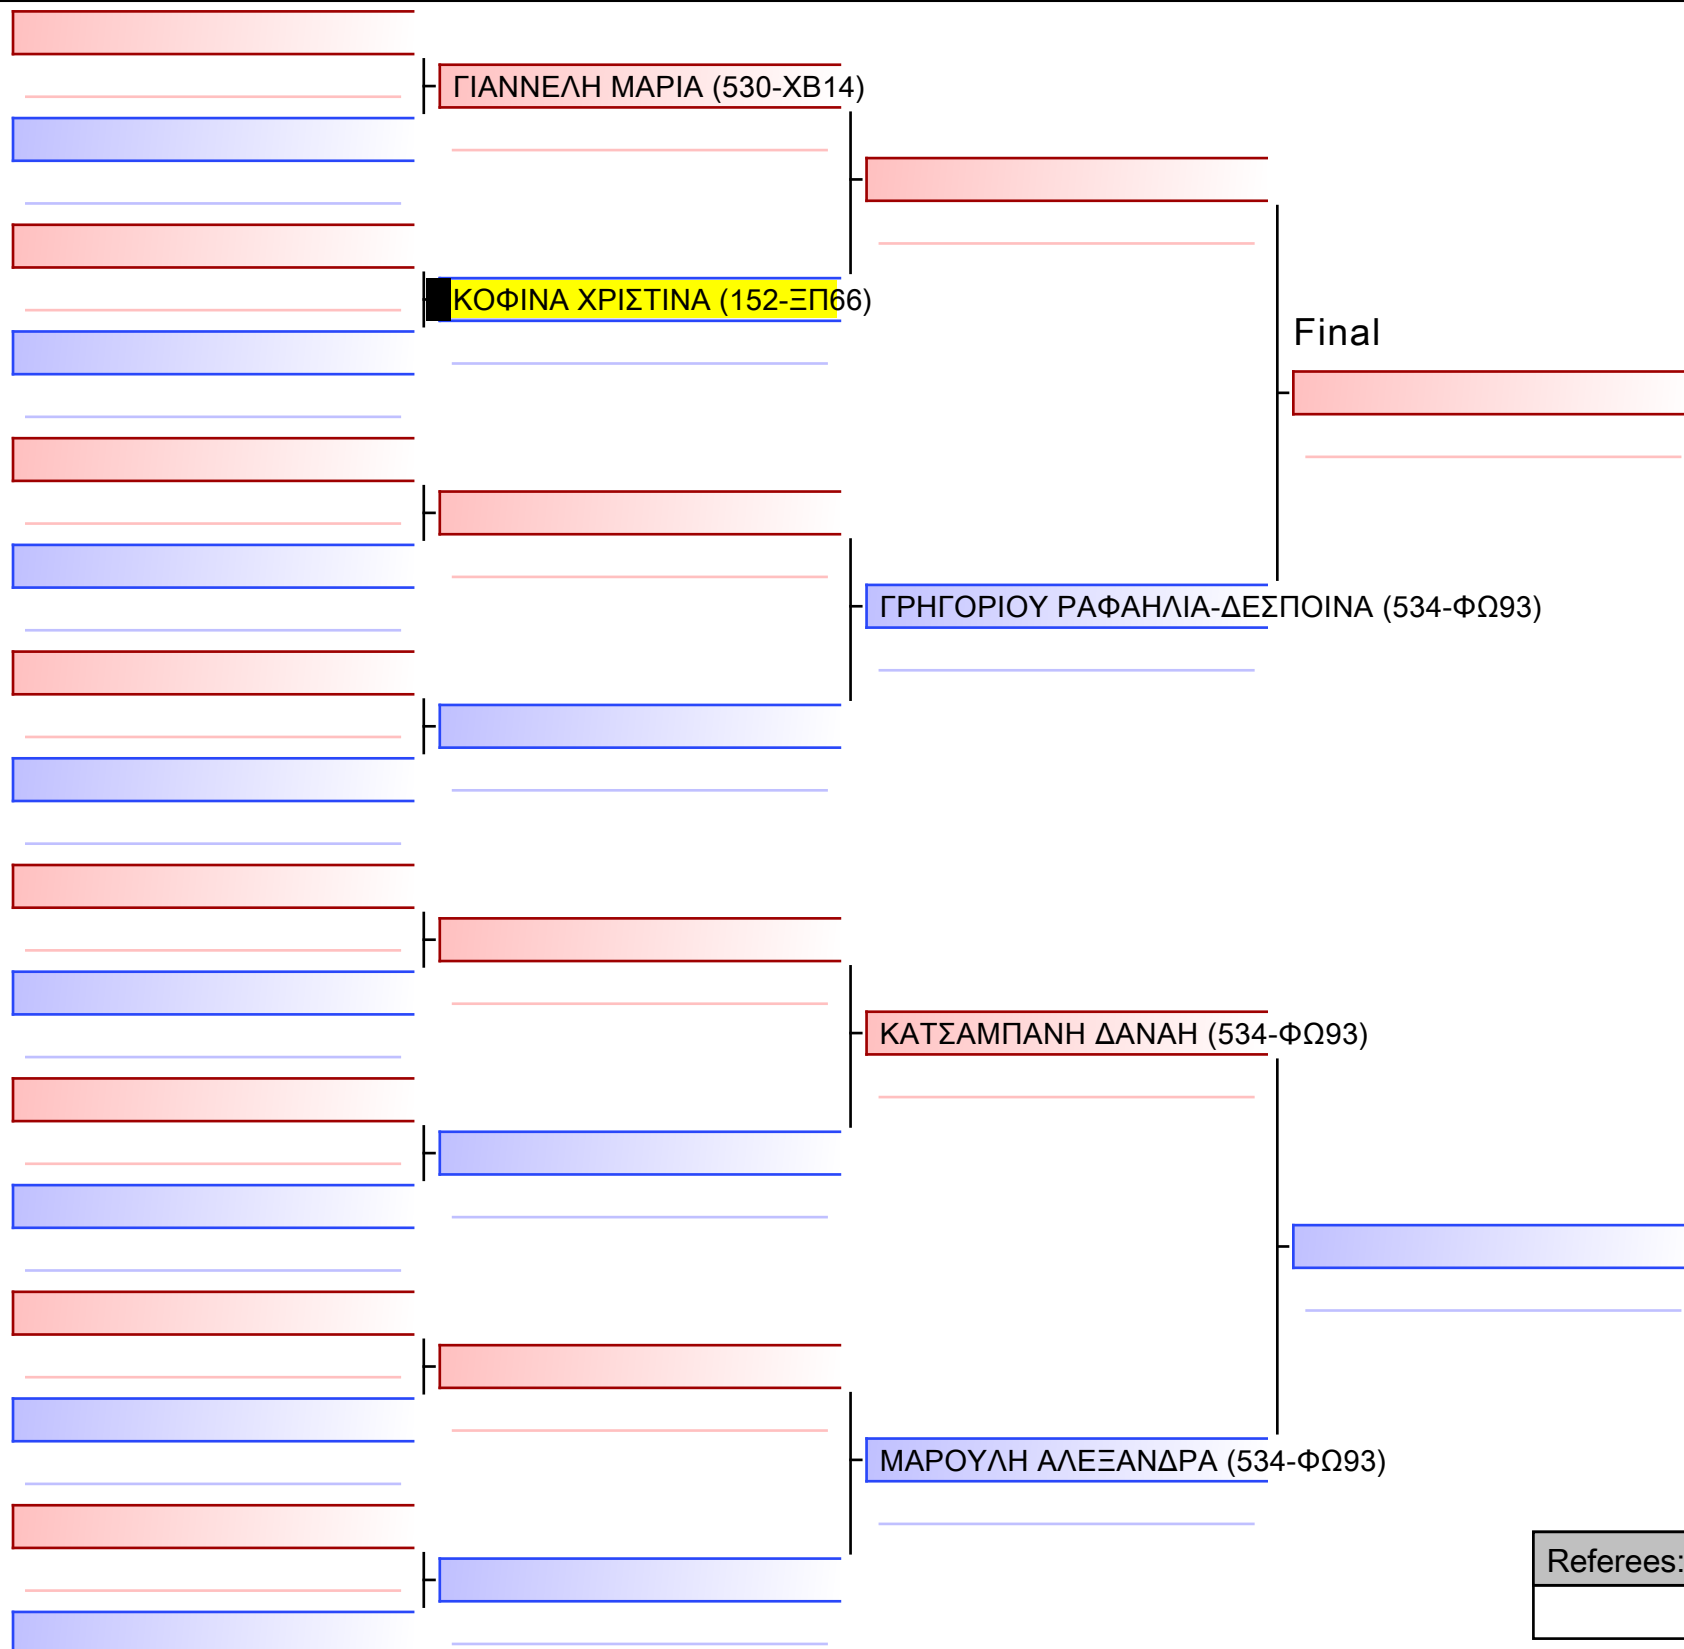 ΓΙΑΝΝΕΛΗ ΜΑΡΙΑ (530-ΧΒ14)
ΚΟΦΙΝΑ ΧΡΙΣΤΙΝΑ (152-ΞΠ66)
Final
ΓΡΗΓΟΡΙΟΥ ΡΑΦΑΗΛΙΑ-ΔΕΣΠΟΙΝΑ (534-ΦΩ93)
ΚΑΤΣΑΜΠΑΝΗ ΔΑΝΑΗ (534-ΦΩ93)
ΜΑΡΟΥΛΗ ΑΛΕΞΑΝΔΡΑ (534-ΦΩ93)
Referees: